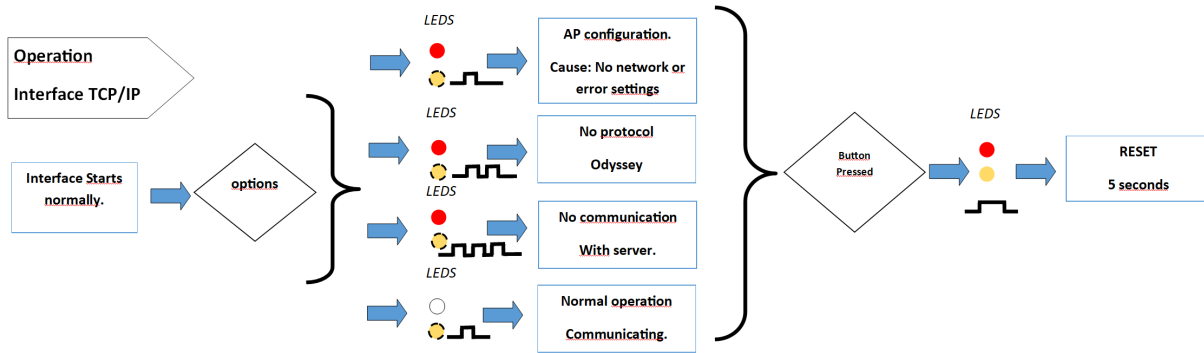 Operation
Interface TCP/IP
Interface Starts
normally.
options
LEDS
AP configuration.
Cause: No network or
error settings
LEDS
No protocol
Odyssey
LEDS
No communication
With server.
LEDS
Normal operation
Communicating.
Button
Pressed
LEDS
RESET
5 seconds